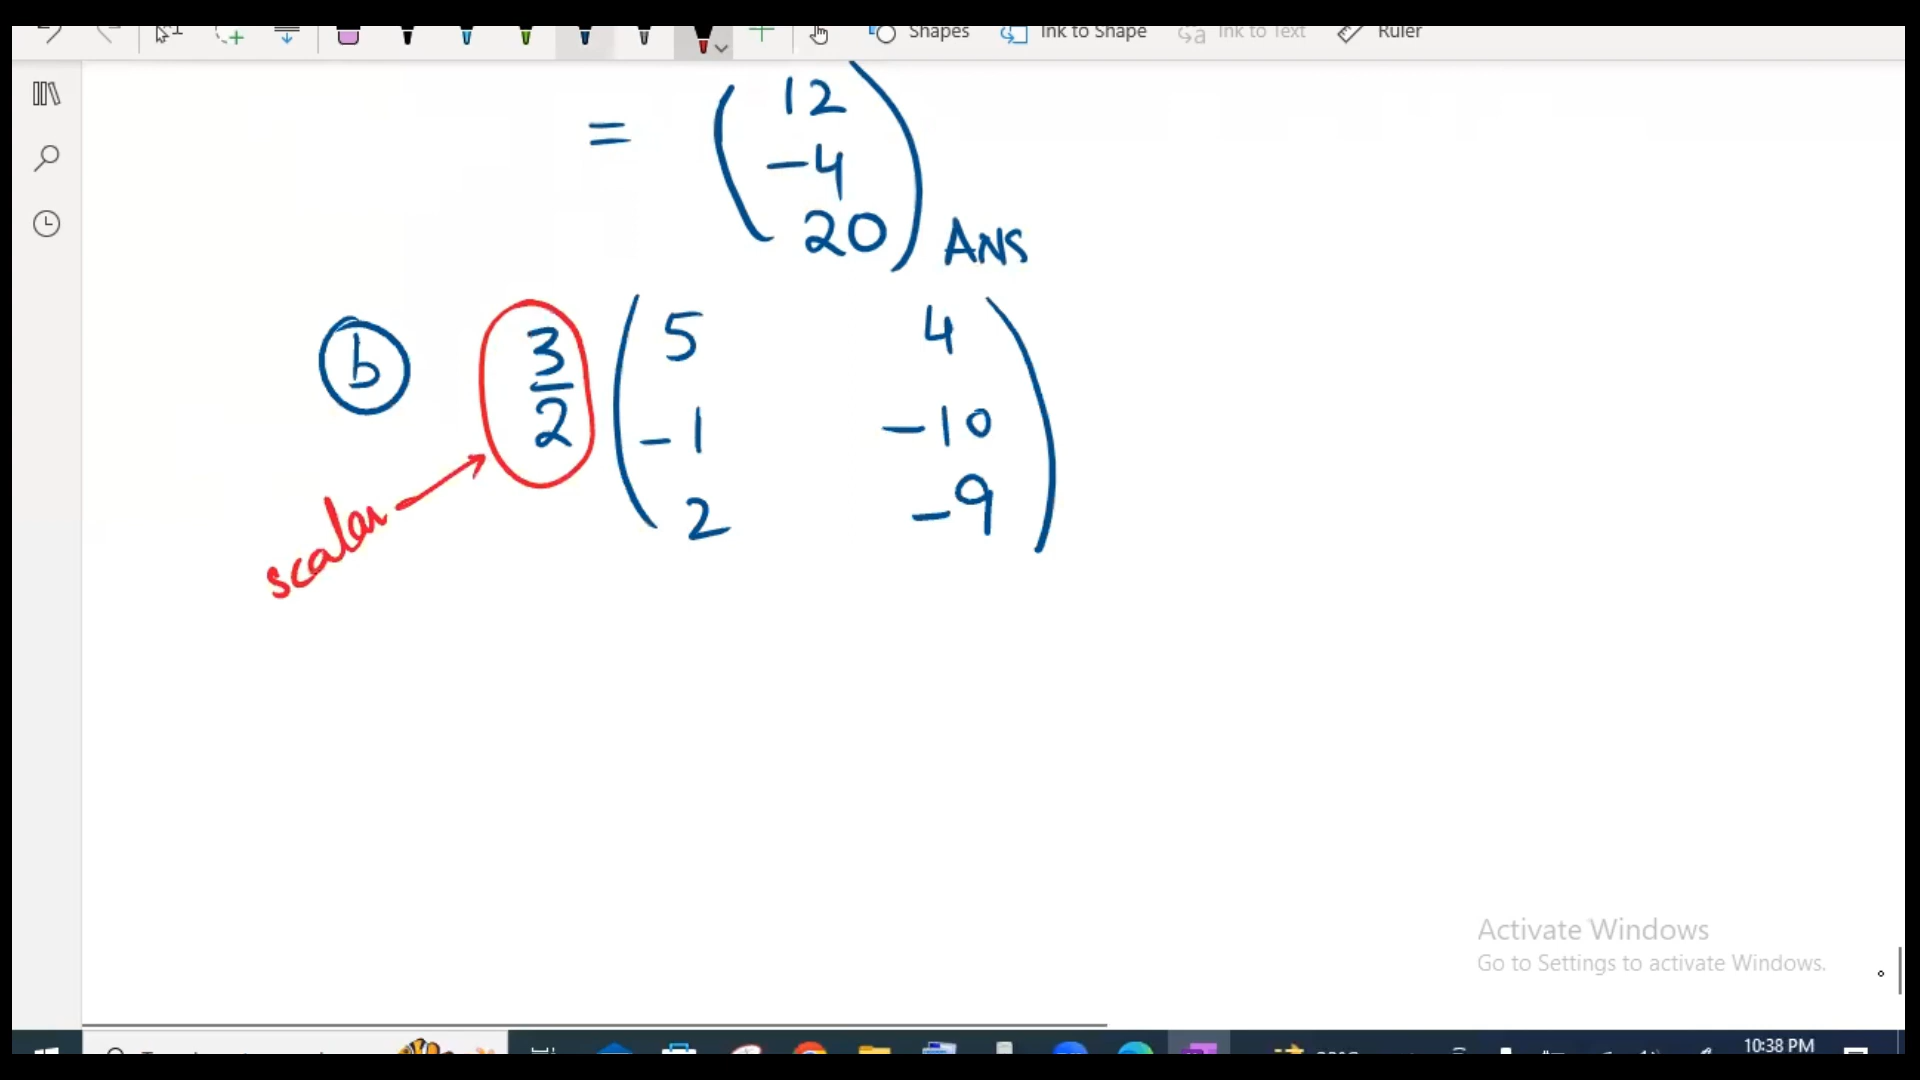 Shapes Ink to Shape Ink to Text Ruler
= ( 12
-4
20 ) ANS
b 3/2 ( 5 4
-1 -10
2 -9 )
scalar
Activate Windows
Go to Settings to activate Windows.
10:38 PM